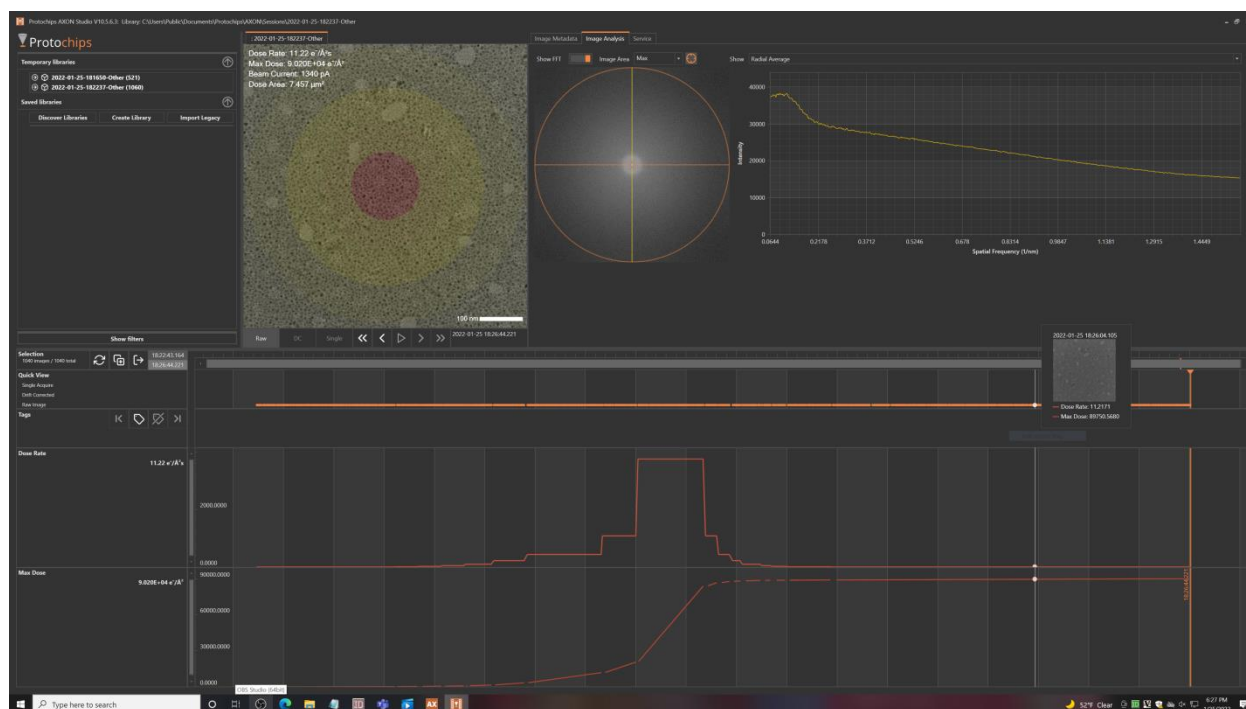 Protochips AXON Studio V10.5.6.3: Library: C:\Users\Public\Documents\Protochips\AXON\Sessions\2022-01-25-182237-Other
Protochips
Temporary libraries
2022-01-25-181650-Other (521)
2022-01-25-182237-Other (1060)
Saved libraries
Discover Libraries Create Library Import Legacy
Show filters
: 2022-01-25-182237-Other
Dose Rate: 11.22 e⁻/Å²s
Max Dose: 9.020E+04 e⁻/Å²
Beam Current: 1340 pA
Dose Area: 7.457 µm²
100 nm
Raw DC Single
2022-01-25 18:26:44.221
Image Metadata Image Analysis Service
Show FFT Image Area Max Show Radial Average
Intensity
40000
30000
20000
10000
0
0.0644 0.2178 0.3712 0.5246 0.678 0.8314 0.9847 1.1381 1.2915 1.4449
Spatial Frequency (1/nm)
Selection
1040 images / 1040 total
18:22:43.164
18:26:44.221
Quick View
Single Acquire
Drift Corrected
Raw Image
Tags
2022-01-25 18:26:04.105
Dose Rate: 11.2171
Max Dose: 89750.5680
Dose Rate
11.22 e⁻/Å²s
2000.0000
0.0000
Max Dose
9.020E+04 e⁻/Å²
90000.0000
60000.0000
30000.0000
0.0000
18:26:44.221
OBS Studio (64bit)
Type here to search
AX
52°F Clear
6:27 PM